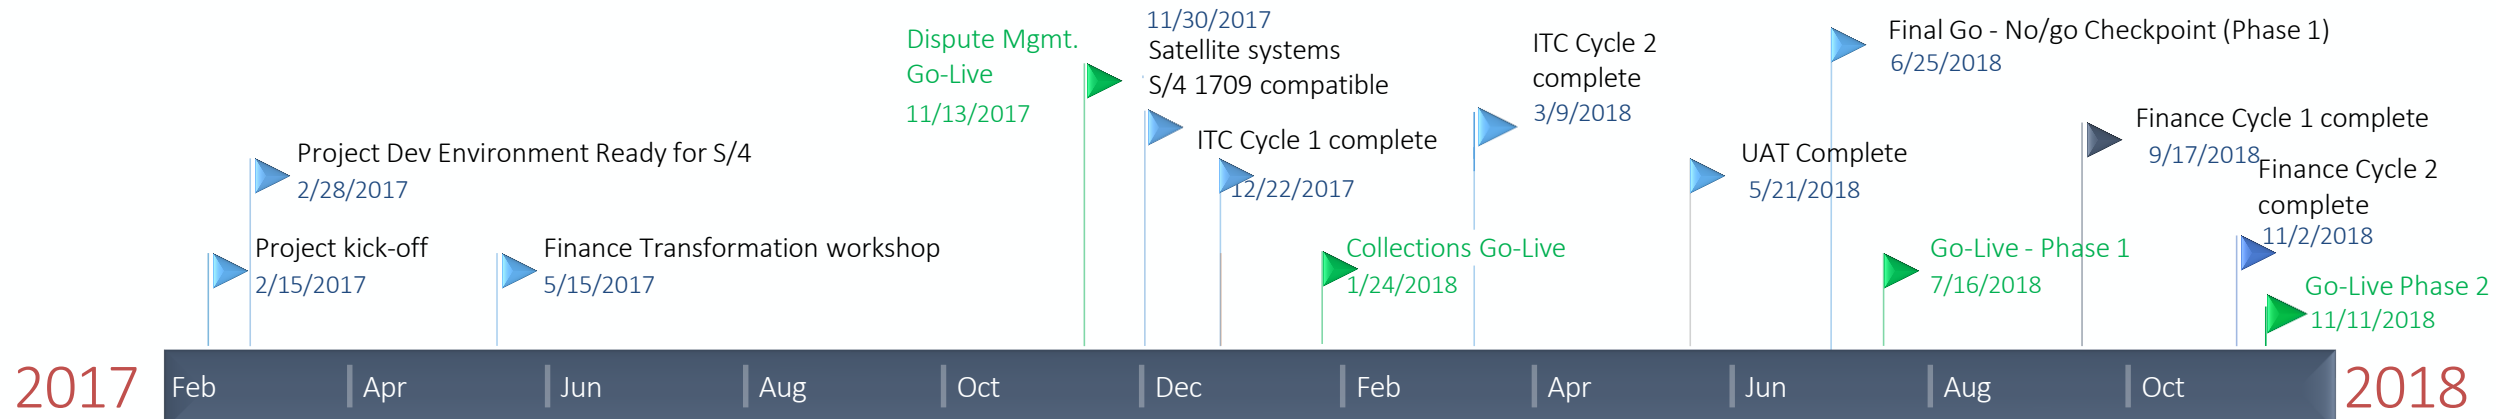 11/30/2017
Dispute Mgmt.
Go-Live
11/13/2017
Satellite systems
S/4 1709 compatible
ITC Cycle 2
complete
3/9/2018
Final Go - No/go Checkpoint (Phase 1)
6/25/2018
Project Dev Environment Ready for S/4
2/28/2017
ITC Cycle 1 complete
12/22/2017
UAT Complete
5/21/2018
Finance Cycle 1 complete
9/17/2018
Finance Cycle 2
complete
11/2/2018
Project kick-off
2/15/2017
Finance Transformation workshop
5/15/2017
Collections Go-Live
1/24/2018
Go-Live - Phase 1
7/16/2018
Go-Live Phase 2
11/11/2018
2017 Feb Apr Jun Aug Oct Dec Feb Apr Jun Aug Oct 2018